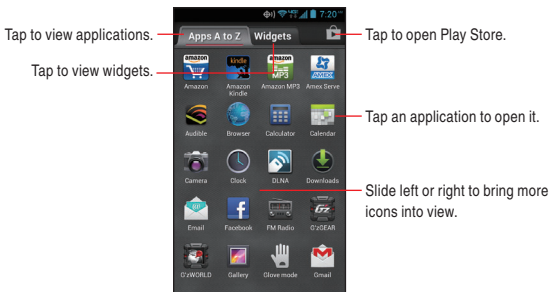 7:20
Apps A to Z Widgets
Tap to view applications.
Tap to open Play Store.
Tap to view widgets.
amazon kindle amazon MP3 AMEX
Amazon Amazon Kindle Amazon MP3 Amex Serve
Tap an application to open it.
Audible Browser Calculator Calendar
Camera Clock DLNA Downloads
Slide left or right to bring more
icons into view.
@ f G'z
Email Facebook FM Radio G'zGEAR
G'zWORLD Gallery Glove mode Gmail